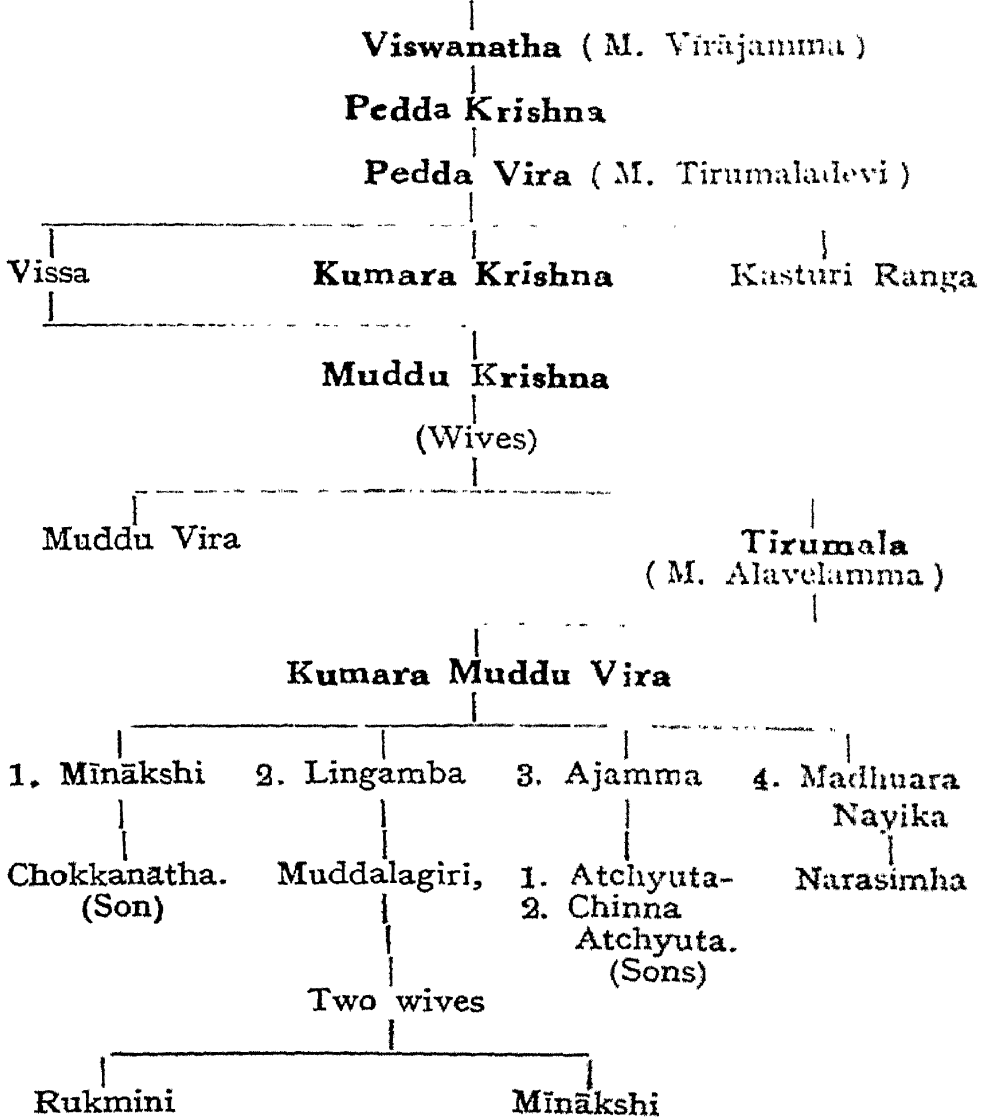 Viswanatha ( M. Virājamma )
Pedda Krishna
Pedda Vira ( M. Tirumaladevi )
Vissa Kumara Krishna Kasturi Ranga
Muddu Krishna
(Wives)
Muddu Vira
Tirumala
( M. Alavelamma )
Kumara Muddu Vira
1. Mīnākshi 2. Lingamba 3. Ajamma 4. Madhuara
Nayika
Chokkanātha. Muddalagiri, 1. Atchyuta- Narasimha
(Son) 2. Chinna
Atchyuta.
(Sons)
Two wives
Rukmini Mīnākshi